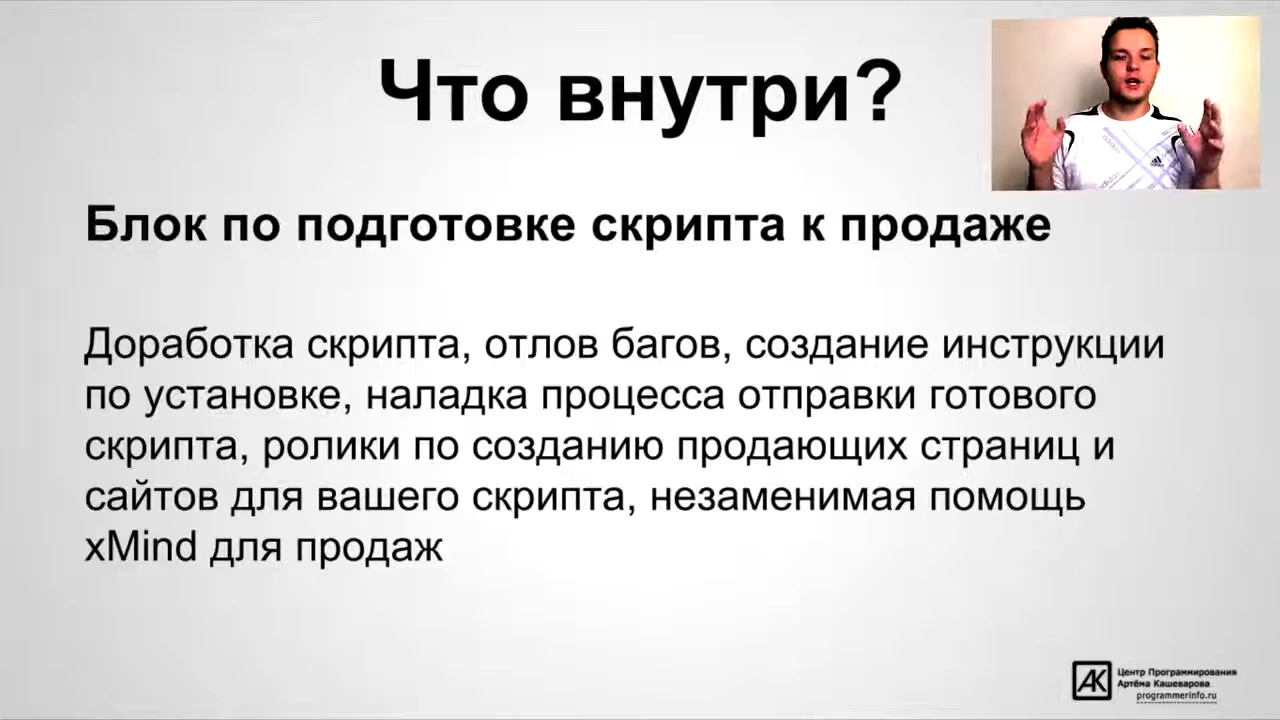 Что внутри?
Блок по подготовке скрипта к продаже
Доработка скрипта, отлов багов, создание инструкции
по установке, наладка процесса отправки готового
скрипта, ролики по созданию продающих страниц и
сайтов для вашего скрипта, незаменимая помощь
xMind для продаж
АК
Центр Программирования
Артёма Кашеварова
programmerinfo.ru